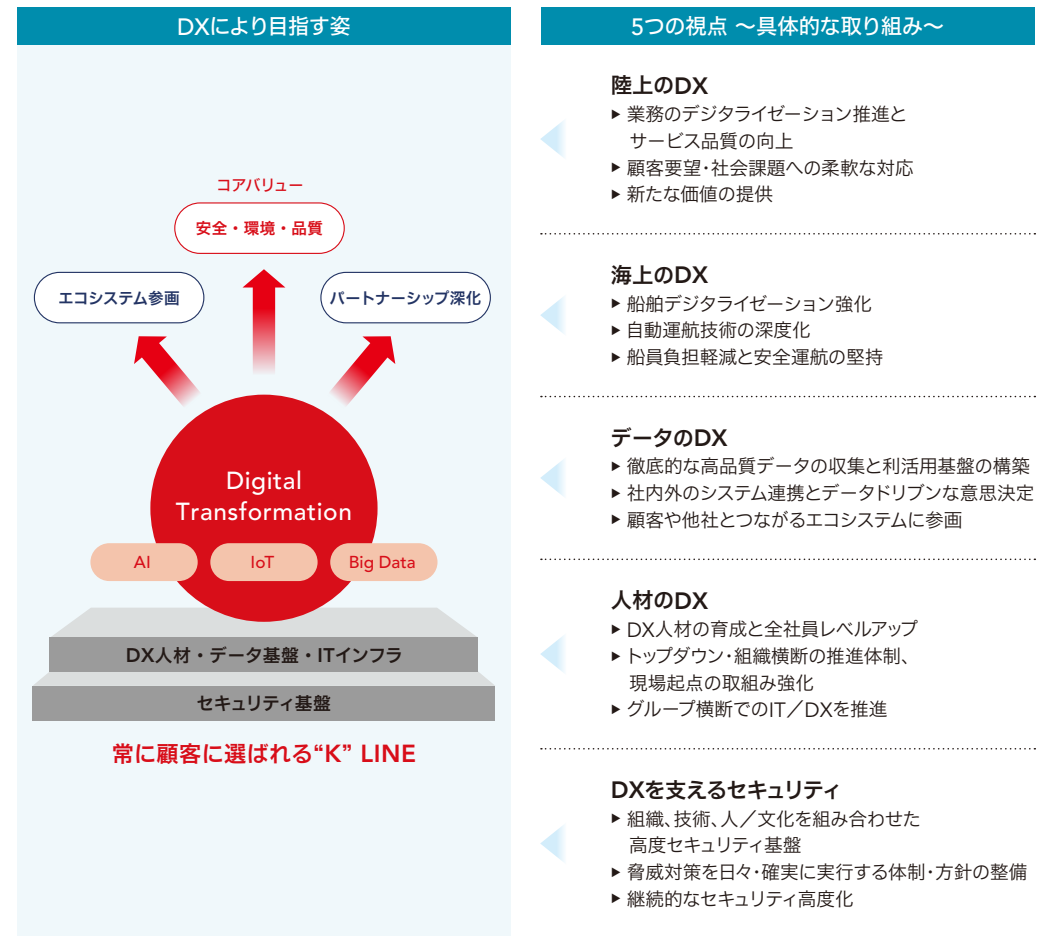 DXにより目指す姿
コアバリュー
安全・環境・品質
エコシステム参画
パートナーシップ深化
Digital
Transformation
AI
IoT
Big Data
DX人材・データ基盤・ITインフラ
セキュリティ基盤
常に顧客に選ばれる“K” LINE
5つの視点 ～具体的な取り組み～
陸上のDX
▶ 業務のデジタライゼーション推進と
サービス品質の向上
▶ 顧客要望・社会課題への柔軟な対応
▶ 新たな価値の提供
海上のDX
▶ 船舶デジタライゼーション強化
▶ 自動運航技術の深度化
▶ 船員負担軽減と安全運航の堅持
データのDX
▶ 徹底的な高品質データの収集と利活用基盤の構築
▶ 社内外のシステム連携とデータドリブンな意思決定
▶ 顧客や他社とつながるエコシステムに参画
人材のDX
▶ DX人材の育成と全社員レベルアップ
▶ トップダウン・組織横断の推進体制、
現場起点の取組み強化
▶ グループ横断でのIT／DXを推進
DXを支えるセキュリティ
▶ 組織、技術、人／文化を組み合わせた
高度セキュリティ基盤
▶ 脅威対策を日々・確実に実行する体制・方針の整備
▶ 継続的なセキュリティ高度化